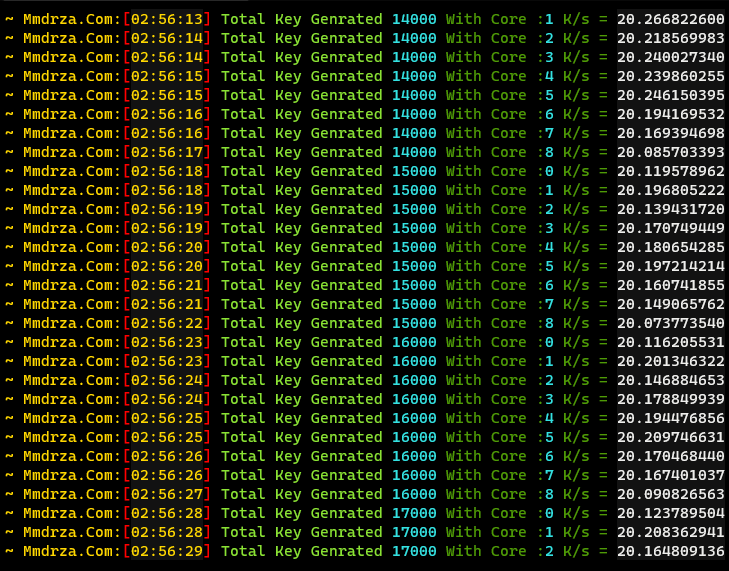 ~ Mmdrza.Com:[02:56:13] Total Key Genrated 14000 With Core :1 K/s = 20.266822600
~ Mmdrza.Com:[02:56:14] Total Key Genrated 14000 With Core :2 K/s = 20.218569983
~ Mmdrza.Com:[02:56:14] Total Key Genrated 14000 With Core :3 K/s = 20.240027340
~ Mmdrza.Com:[02:56:15] Total Key Genrated 14000 With Core :4 K/s = 20.239860255
~ Mmdrza.Com:[02:56:15] Total Key Genrated 14000 With Core :5 K/s = 20.246150395
~ Mmdrza.Com:[02:56:16] Total Key Genrated 14000 With Core :6 K/s = 20.194169532
~ Mmdrza.Com:[02:56:16] Total Key Genrated 14000 With Core :7 K/s = 20.169394698
~ Mmdrza.Com:[02:56:17] Total Key Genrated 14000 With Core :8 K/s = 20.085703393
~ Mmdrza.Com:[02:56:18] Total Key Genrated 15000 With Core :0 K/s = 20.119578962
~ Mmdrza.Com:[02:56:18] Total Key Genrated 15000 With Core :1 K/s = 20.196805222
~ Mmdrza.Com:[02:56:19] Total Key Genrated 15000 With Core :2 K/s = 20.139431720
~ Mmdrza.Com:[02:56:19] Total Key Genrated 15000 With Core :3 K/s = 20.170749449
~ Mmdrza.Com:[02:56:20] Total Key Genrated 15000 With Core :4 K/s = 20.180654285
~ Mmdrza.Com:[02:56:20] Total Key Genrated 15000 With Core :5 K/s = 20.197214214
~ Mmdrza.Com:[02:56:21] Total Key Genrated 15000 With Core :6 K/s = 20.160741855
~ Mmdrza.Com:[02:56:21] Total Key Genrated 15000 With Core :7 K/s = 20.149065762
~ Mmdrza.Com:[02:56:22] Total Key Genrated 15000 With Core :8 K/s = 20.073773540
~ Mmdrza.Com:[02:56:23] Total Key Genrated 16000 With Core :0 K/s = 20.116205531
~ Mmdrza.Com:[02:56:23] Total Key Genrated 16000 With Core :1 K/s = 20.201346322
~ Mmdrza.Com:[02:56:24] Total Key Genrated 16000 With Core :2 K/s = 20.146884653
~ Mmdrza.Com:[02:56:24] Total Key Genrated 16000 With Core :3 K/s = 20.178849939
~ Mmdrza.Com:[02:56:25] Total Key Genrated 16000 With Core :4 K/s = 20.194476856
~ Mmdrza.Com:[02:56:25] Total Key Genrated 16000 With Core :5 K/s = 20.209746631
~ Mmdrza.Com:[02:56:26] Total Key Genrated 16000 With Core :6 K/s = 20.170468440
~ Mmdrza.Com:[02:56:26] Total Key Genrated 16000 With Core :7 K/s = 20.167401037
~ Mmdrza.Com:[02:56:27] Total Key Genrated 16000 With Core :8 K/s = 20.090826563
~ Mmdrza.Com:[02:56:28] Total Key Genrated 17000 With Core :0 K/s = 20.123789504
~ Mmdrza.Com:[02:56:28] Total Key Genrated 17000 With Core :1 K/s = 20.208362941
~ Mmdrza.Com:[02:56:29] Total Key Genrated 17000 With Core :2 K/s = 20.164809136